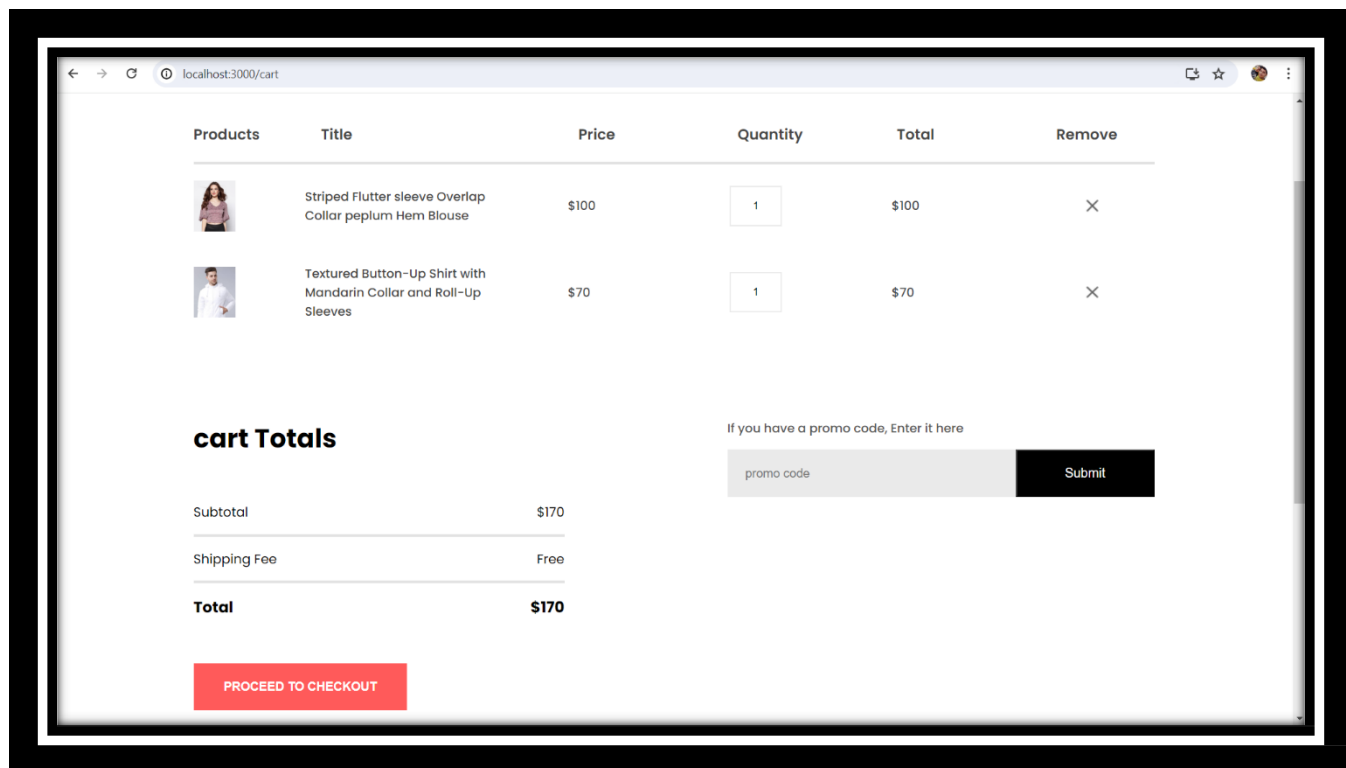 localhost:3000/cart
Products Title Price Quantity Total Remove
Striped Flutter sleeve Overlap
Collar peplum Hem Blouse
$100 1 $100
Textured Button-Up Shirt with
Mandarin Collar and Roll-Up
Sleeves
$70 1 $70
cart Totals
Subtotal $170
Shipping Fee Free
Total $170
PROCEED TO CHECKOUT
If you have a promo code, Enter it here
promo code Submit